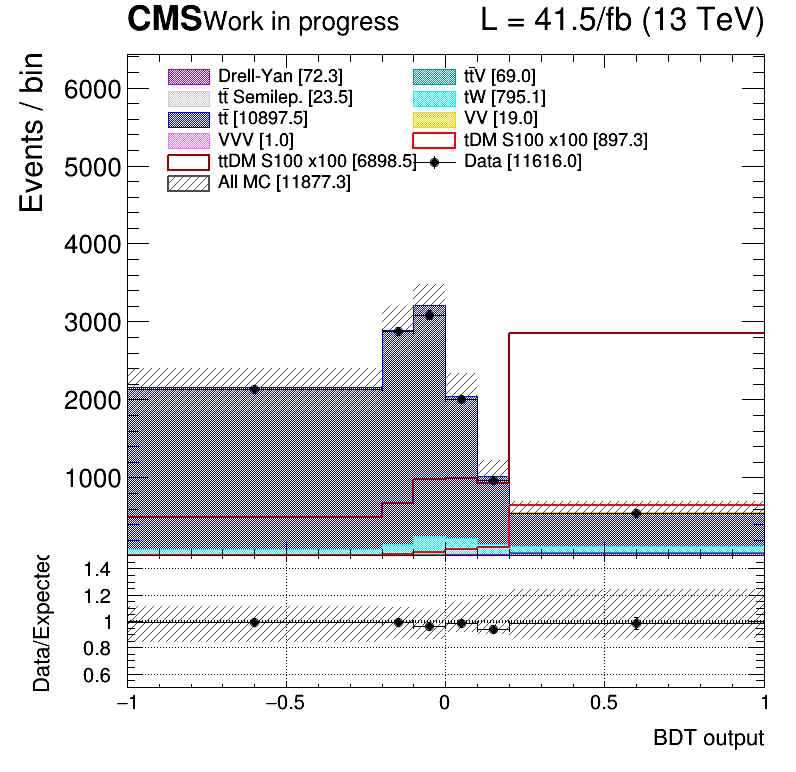 CMS Work in progress L = 41.5/fb (13 TeV)
Events / bin
6000
5000
4000
3000
2000
1000
Drell-Yan [72.3]
tt̄V [69.0]
tt̄ Semilep. [23.5]
tW [795.1]
tt̄ [10897.5]
VV [19.0]
VVV [1.0]
tDM S100 x100 [897.3]
ttDM S100 x100 [6898.5]
Data [11616.0]
All MC [11877.3]
Data/Expected
1.4
1.2
1
0.8
0.6
−1 −0.5 0 0.5 1
BDT output